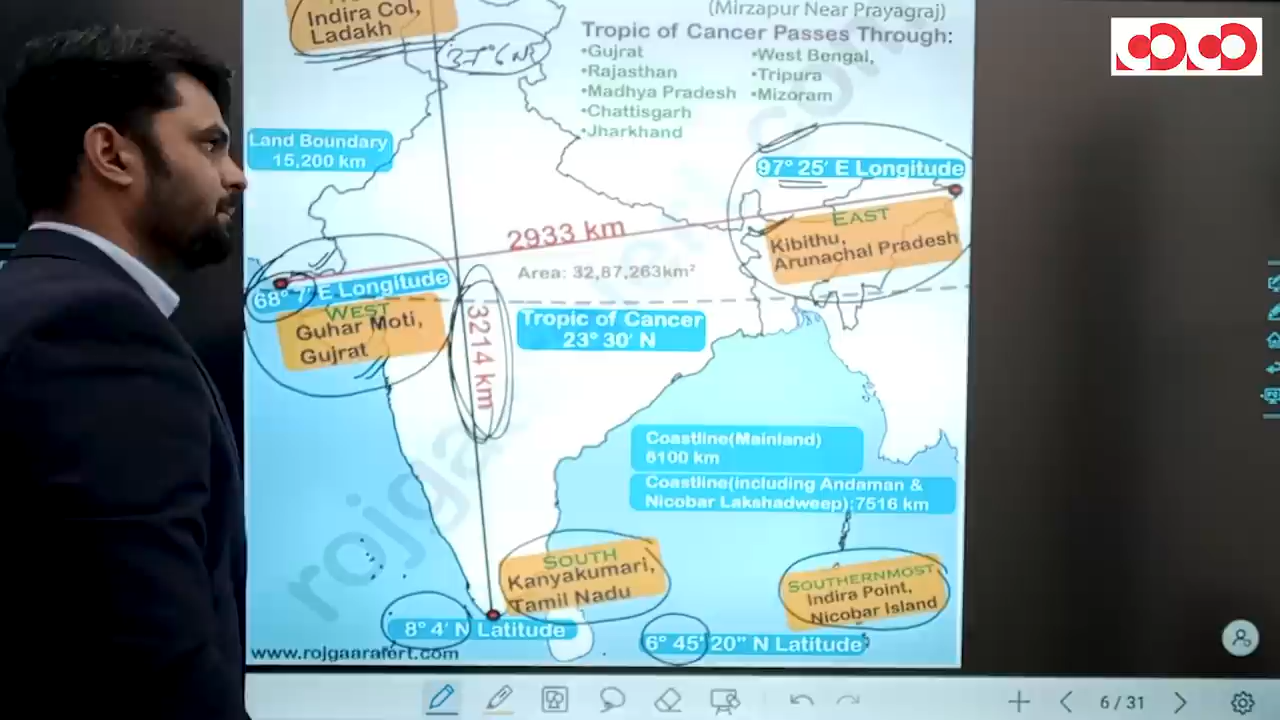 Indira Col,
Ladakh
37° 6' N
(Mirzapur Near Prayagraj)
Tropic of Cancer Passes Through:
•Gujrat
•Rajasthan
•Madhya Pradesh
•Chattisgarh
•Jharkhand
•West Bengal,
•Tripura
•Mizoram
Land Boundary
15,200 km
97° 25' E Longitude
EAST
Kibithu,
Arunachal Pradesh
2933 km
Area: 32,87,263km²
68° 7' E Longitude
WEST
Guhar Moti,
Gujrat
3214 km
Tropic of Cancer
23° 30' N
Coastline(Mainland)
6100 km
Coastline(including Andaman &
Nicobar Lakshadweep):7516 km
SOUTH
Kanyakumari,
Tamil Nadu
SOUTHERNMOST
Indira Point,
Nicobar Island
8° 4' N Latitude
6° 45' 20" N Latitude
www.rojgaaralert.com
6 / 31